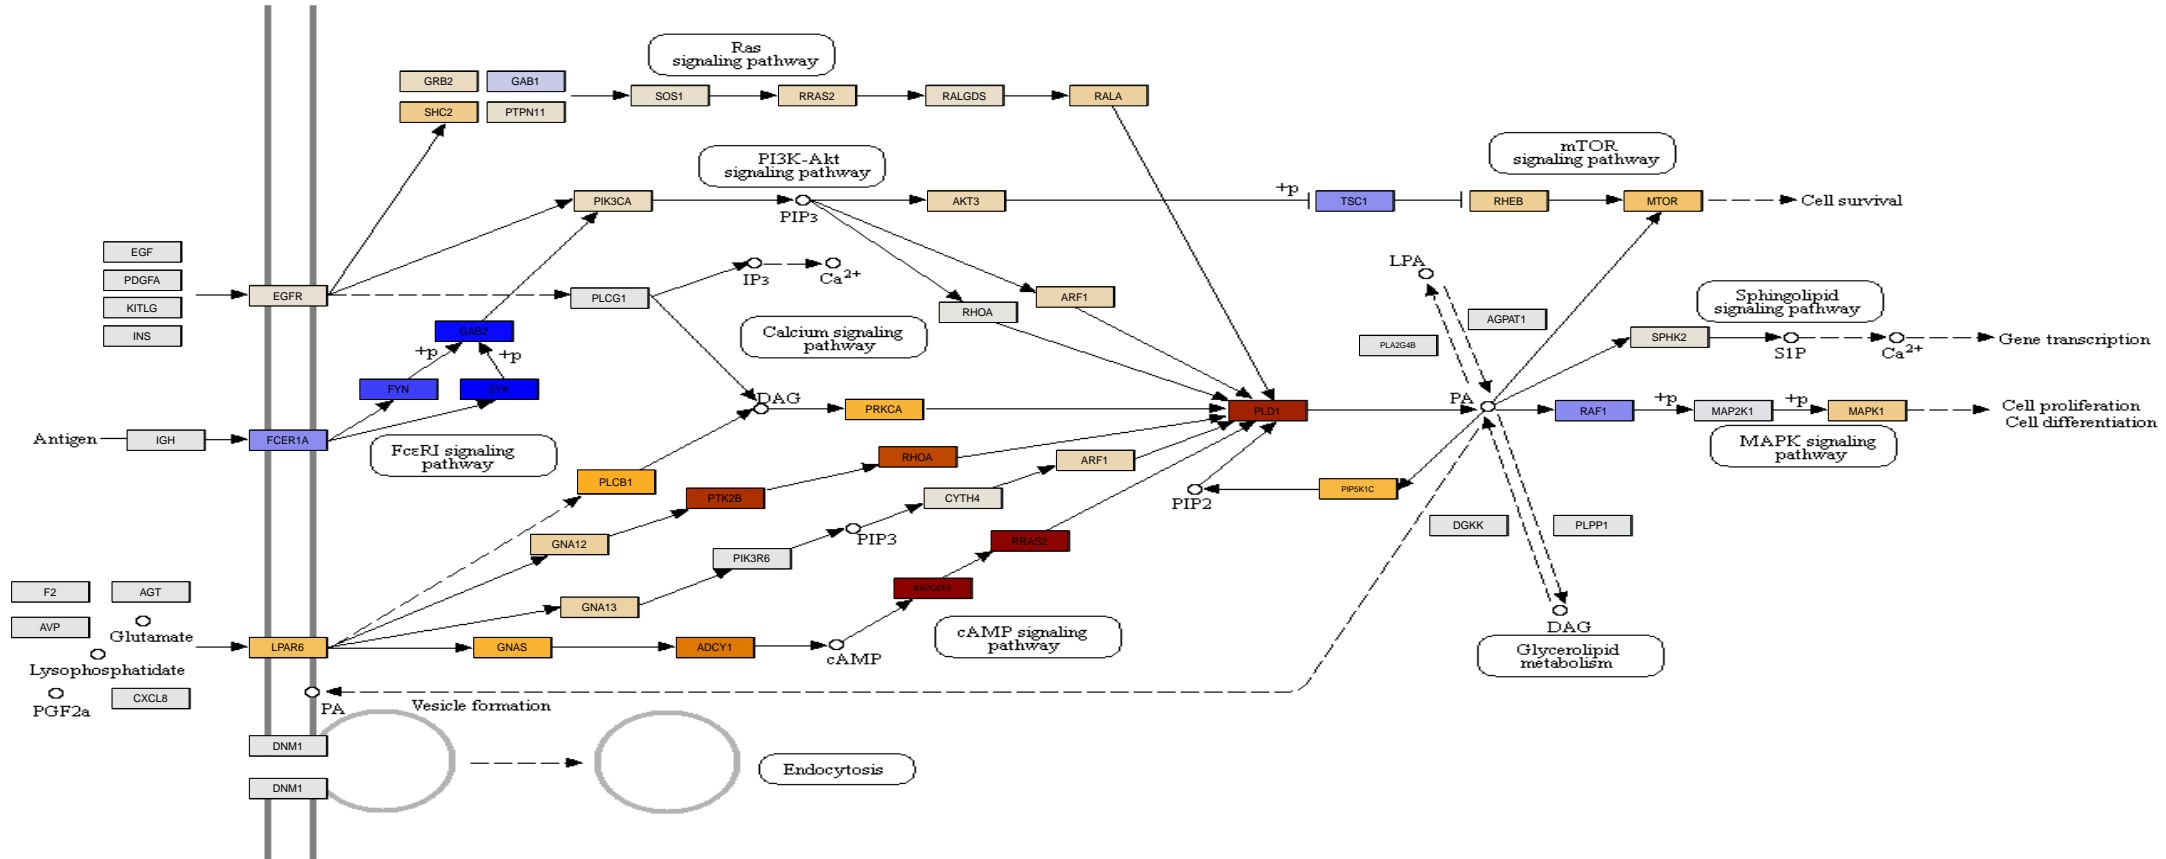 Ras
signaling pathway
GRB2
GAB1
SHC2
PTPN11
SOS1
RRAS2
RALGDS
RALA
PI3K-Akt
signaling pathway
mTOR
signaling pathway
PIK3CA
PIP3
AKT3
+p
TSC1
RHEB
MTOR
Cell survival
EGF
PDGFA
KITLG
INS
EGFR
PLCG1
IP3
Ca2+
RHOA
ARF1
LPA
AGPAT1
PLA2G4B
Sphingolipid
signaling pathway
Calcium signaling
pathway
GAB2
+p
+p
FYN
SYK
SPHK2
S1P
Ca2+
Gene transcription
DAG
PRKCA
PLD1
PA
RAF1
+p
MAP2K1
+p
MAPK1
Cell proliferation
Cell differentiation
Antigen
IGH
FCER1A
FcεRI signaling
pathway
MAPK signaling
pathway
PLCB1
PTK2B
RHOA
ARF1
CYTH4
PIP2
PIP5K1C
DGKK
PLPP1
GNA12
PIK3R6
PIP3
RRAS2
RAPGEF3
GNA13
F2
AGT
AVP
Glutamate
Lysophosphatidate
PGF2a
CXCL8
LPAR6
GNAS
ADCY1
cAMP
cAMP signaling
pathway
DAG
Glycerolipid
metabolism
PA
Vesicle formation
DNM1
DNM1
Endocytosis